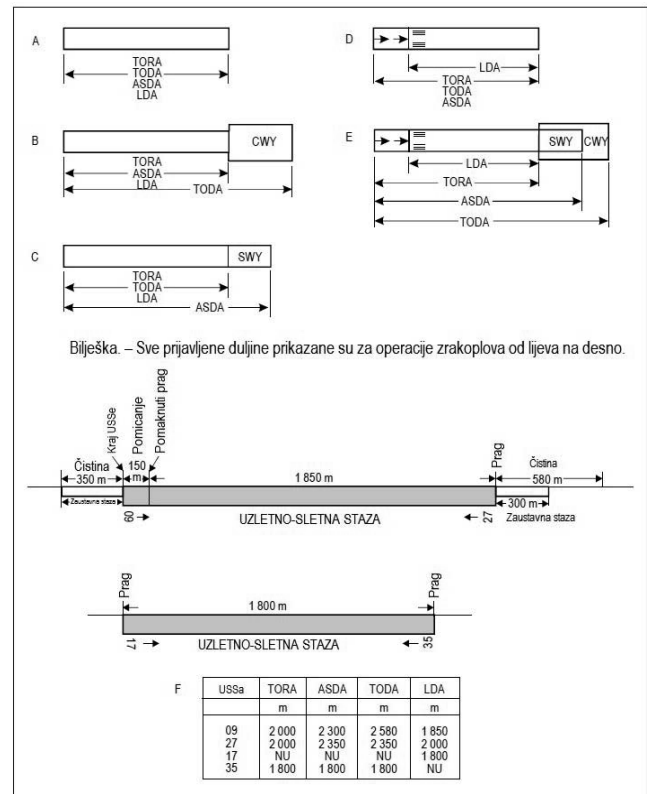 A
TORA
TODA
ASDA
LDA
B
CWY
TORA
ASDA
LDA
TODA
C
SWY
TORA
TODA
LDA
ASDA
D
LDA
TORA
TODA
ASDA
E
SWY
CWY
LDA
TORA
ASDA
TODA
Bilješka. – Sve prijavljene duljine prikazane su za operacije zrakoplova od lijeva na desno.
Kraj USSe
Pomicanje
Pomaknuti prag
Prag
Čistina
350 m
150 m
1 850 m
Čistina
580 m
Zaustavna staza
09
UZLETNO-SLETNA STAZA
27
300 m
Zaustavna staza
Prag
1 800 m
Prag
17
UZLETNO-SLETNA STAZA
35
F
USSa TORA ASDA TODA LDA
m m m m
09 2 000 2 300 2 580 1 850
27 2 000 2 350 2 350 2 000
17 NU NU NU 1 800
35 1 800 1 800 1 800 NU